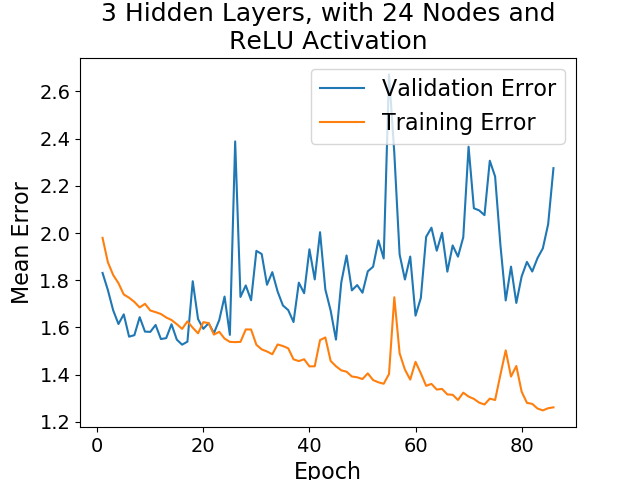 3 Hidden Layers, with 24 Nodes and
ReLU Activation
Validation Error
Training Error
Mean Error
2.6
2.4
2.2
2.0
1.8
1.6
1.4
1.2
0 20 40 60 80
Epoch